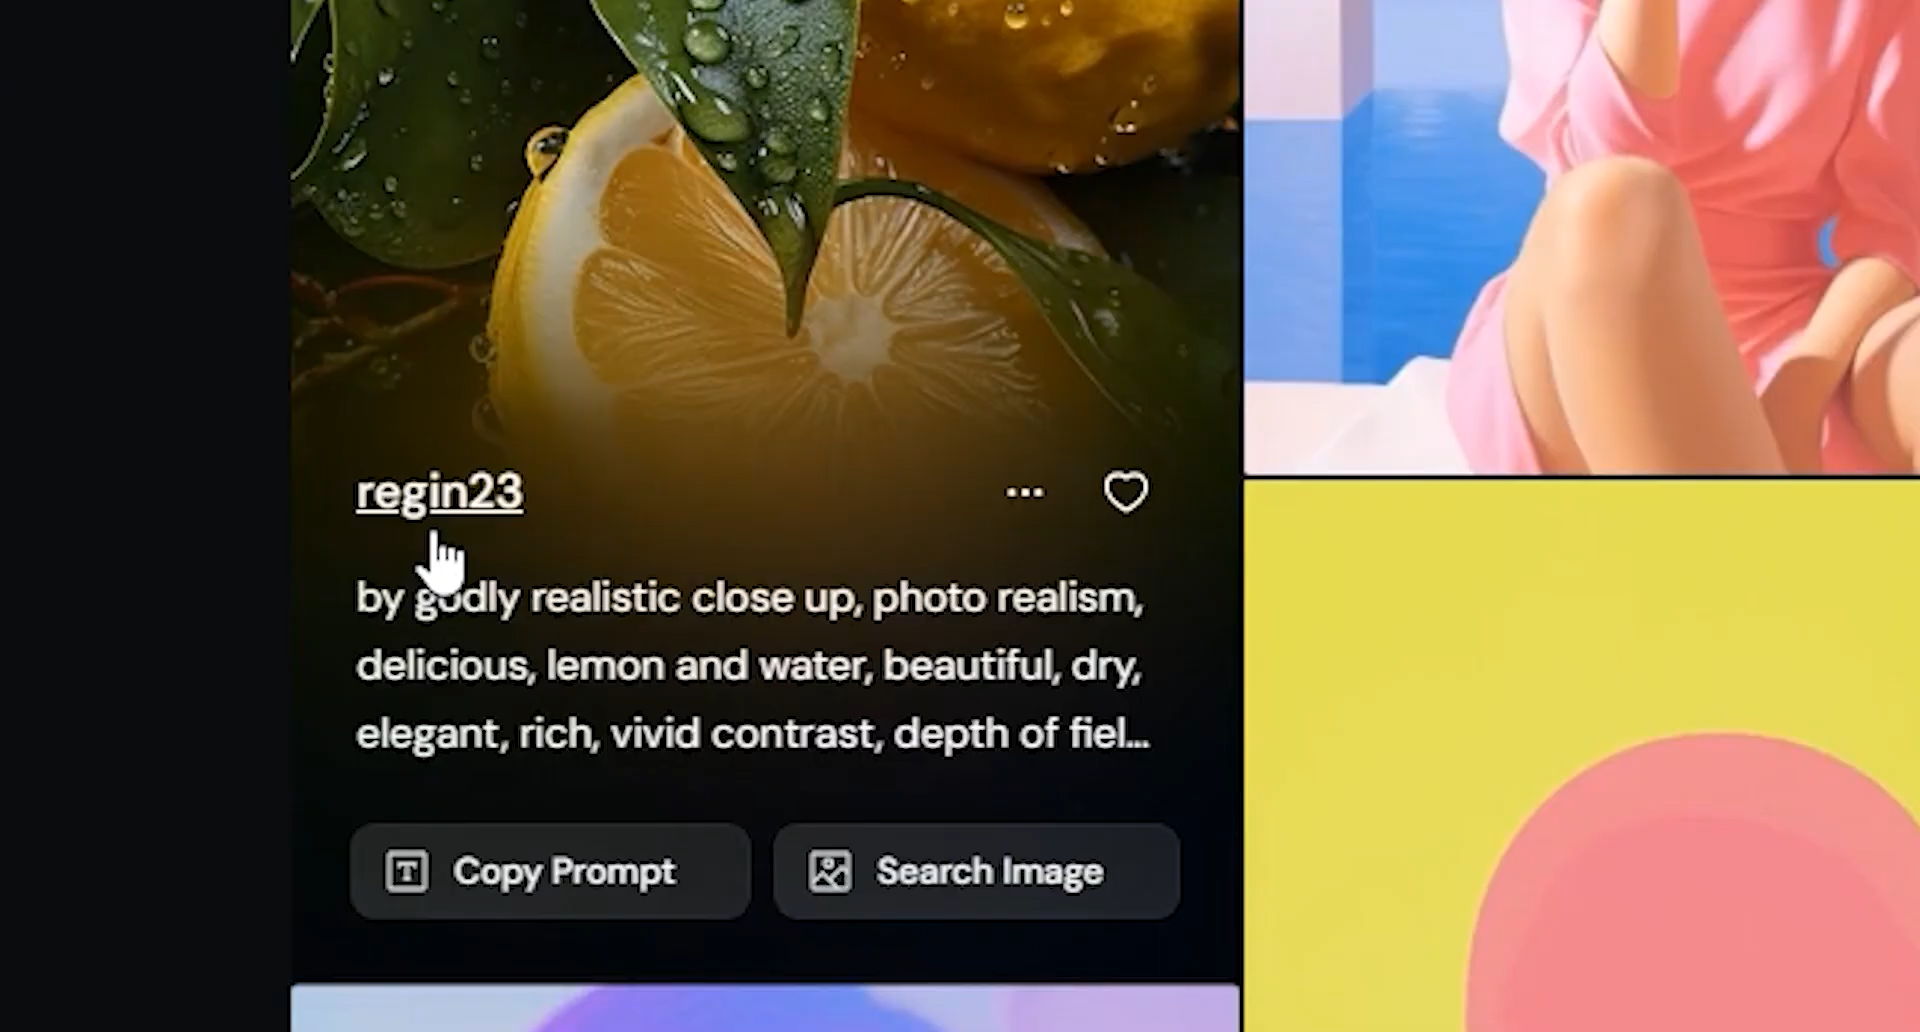 regin23
by godly realistic close up, photo realism,
delicious, lemon and water, beautiful, dry,
elegant, rich, vivid contrast, depth of fiel...
Copy Prompt
Search Image